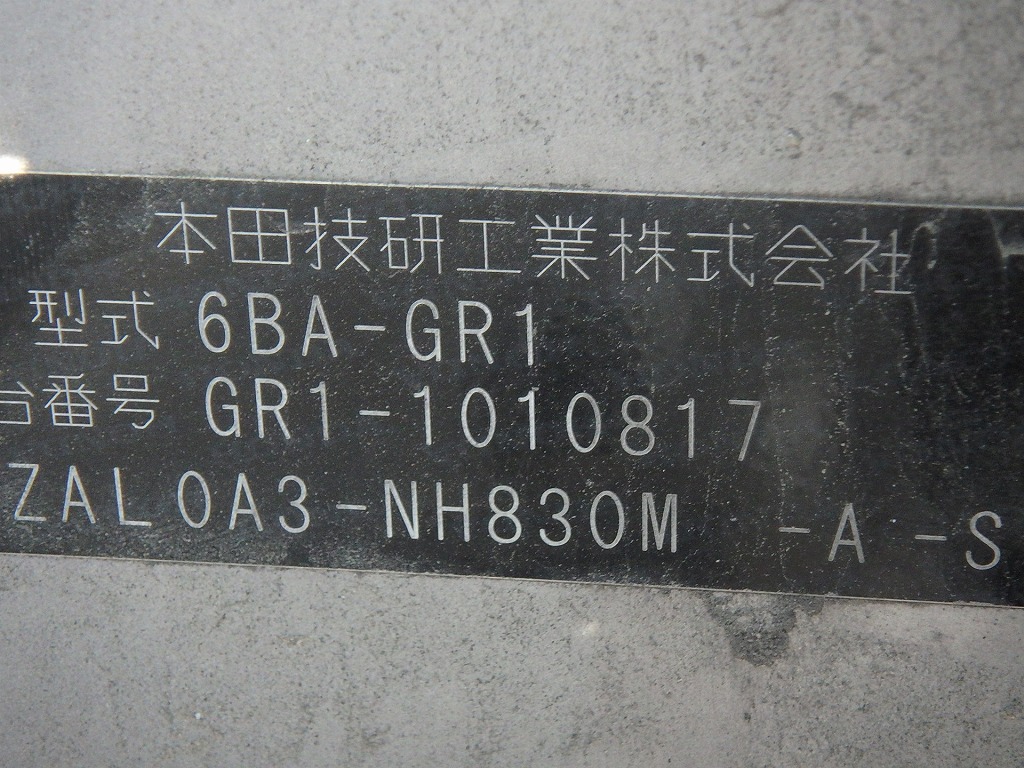 本田技研工業株式会社
型式 6BA-GR1
台番号 GR1-1010817
ZAL0A3-NH830M -A -S